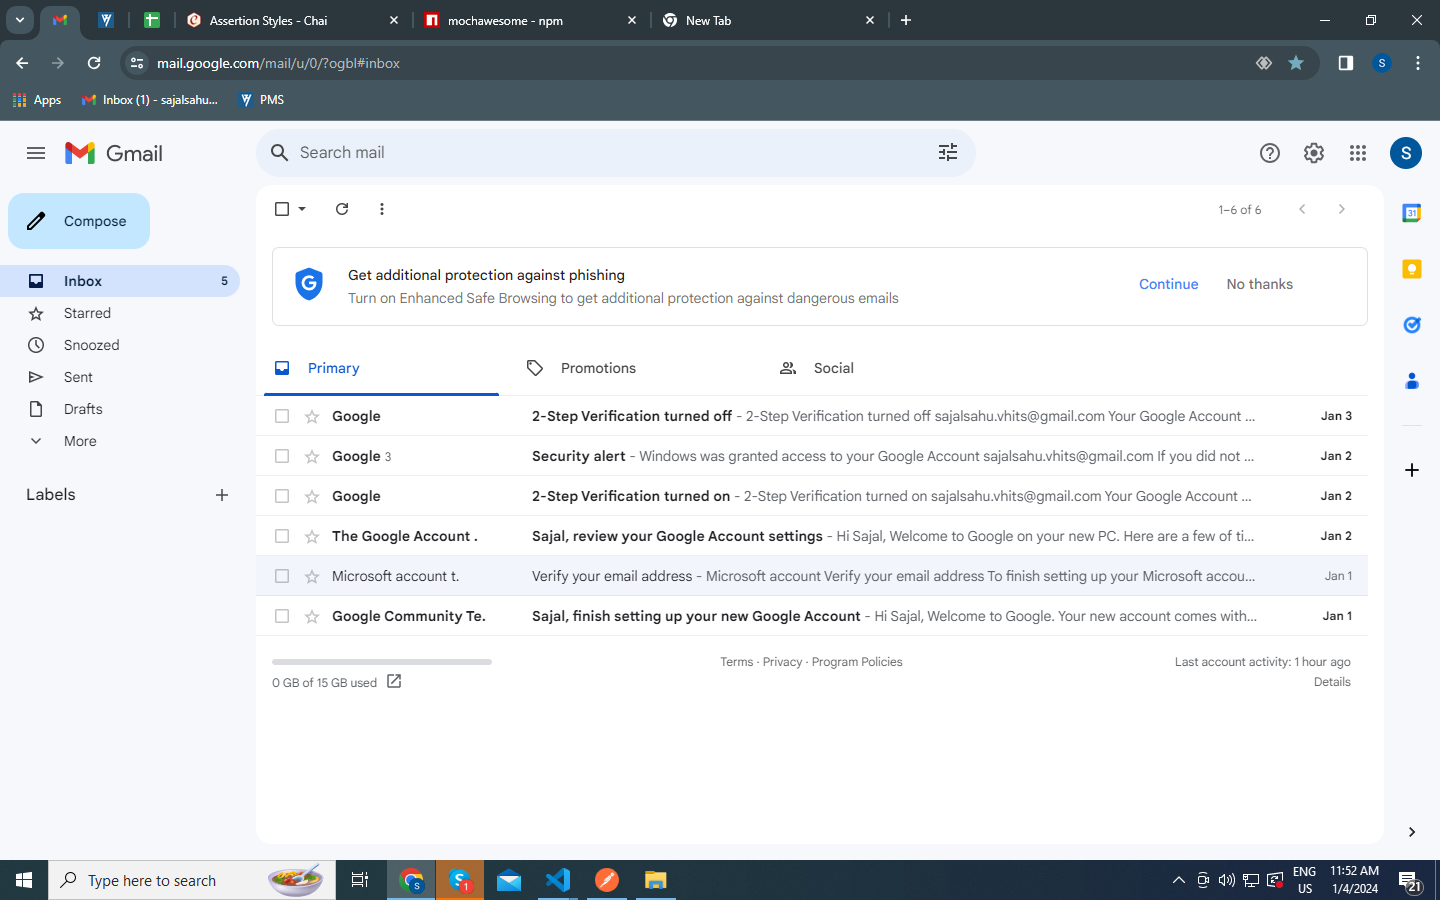 Assertion Styles - Chai
mochawesome - npm
New Tab
mail.google.com/mail/u/0/?ogbl#inbox
S
Apps
Inbox (1) - sajalsahu...
PMS
Gmail
Search mail
S
Compose
1–6 of 6
Get additional protection against phishing
Turn on Enhanced Safe Browsing to get additional protection against dangerous emails
Continue
No thanks
Inbox 5
Starred
Snoozed
Sent
Drafts
More
Labels
Primary
Promotions
Social
Google 2-Step Verification turned off - 2-Step Verification turned off sajalsahu.vhits@gmail.com Your Google Account ... Jan 3
Google 3 Security alert - Windows was granted access to your Google Account sajalsahu.vhits@gmail.com If you did not ... Jan 2
Google 2-Step Verification turned on - 2-Step Verification turned on sajalsahu.vhits@gmail.com Your Google Account ... Jan 2
The Google Account . Sajal, review your Google Account settings - Hi Sajal, Welcome to Google on your new PC. Here are a few of ti... Jan 2
Microsoft account t. Verify your email address - Microsoft account Verify your email address To finish setting up your Microsoft accou... Jan 1
Google Community Te. Sajal, finish setting up your new Google Account - Hi Sajal, Welcome to Google. Your new account comes with... Jan 1
0 GB of 15 GB used
Terms · Privacy · Program Policies
Last account activity: 1 hour ago
Details
31
Type here to search
S
S
1
ENG
US
11:52 AM
1/4/2024
21